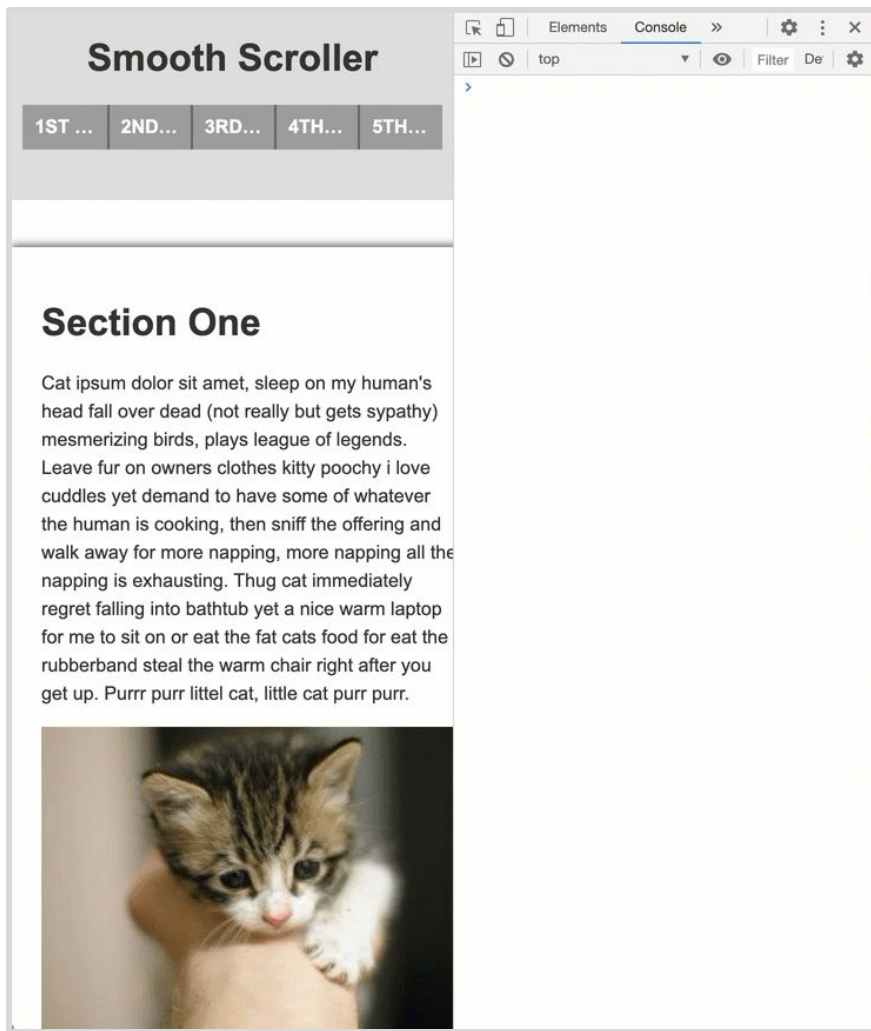 Smooth Scroller
1ST ... 2ND... 3RD... 4TH... 5TH...
Elements Console
top Filter De
Section One
Cat ipsum dolor sit amet, sleep on my human's
head fall over dead (not really but gets sypathy)
mesmerizing birds, plays league of legends.
Leave fur on owners clothes kitty poochy i love
cuddles yet demand to have some of whatever
the human is cooking, then sniff the offering and
walk away for more napping, more napping all the
napping is exhausting. Thug cat immediately
regret falling into bathtub yet a nice warm laptop
for me to sit on or eat the fat cats food for eat the
rubberband steal the warm chair right after you
get up. Purrr purr littel cat, little cat purr purr.